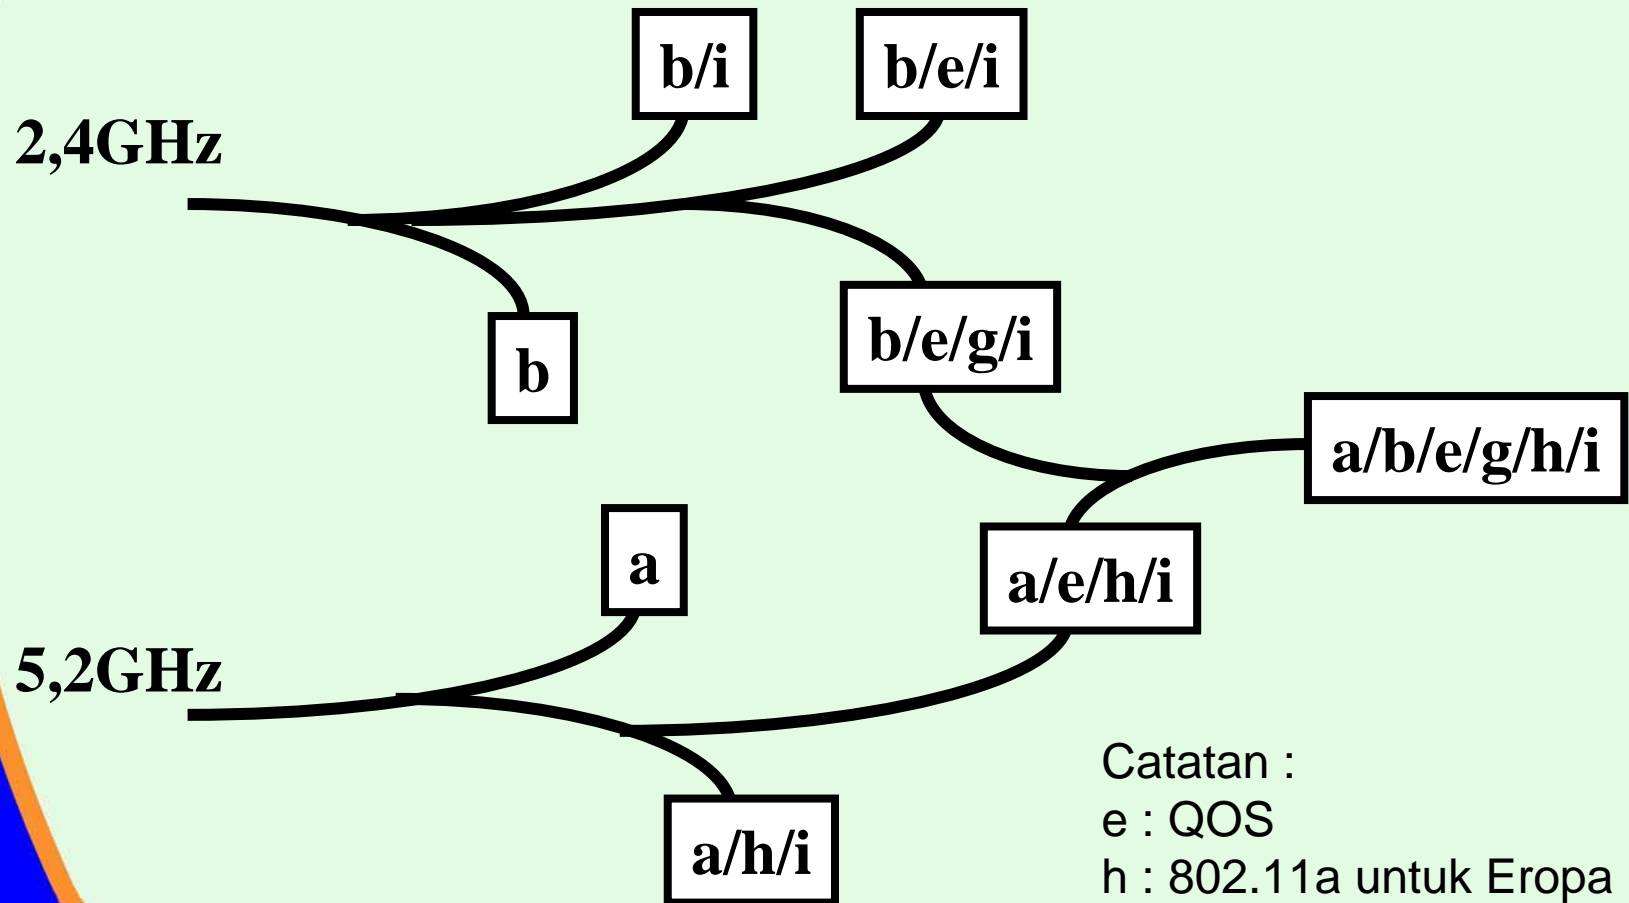 b/i
b/e/i
2,4GHz
b/e/g/i
b
a/b/e/g/h/i
a
a/e/h/i
5,2GHz
a/h/i
Catatan :
e : QOS
h : 802.11a untuk Eropa